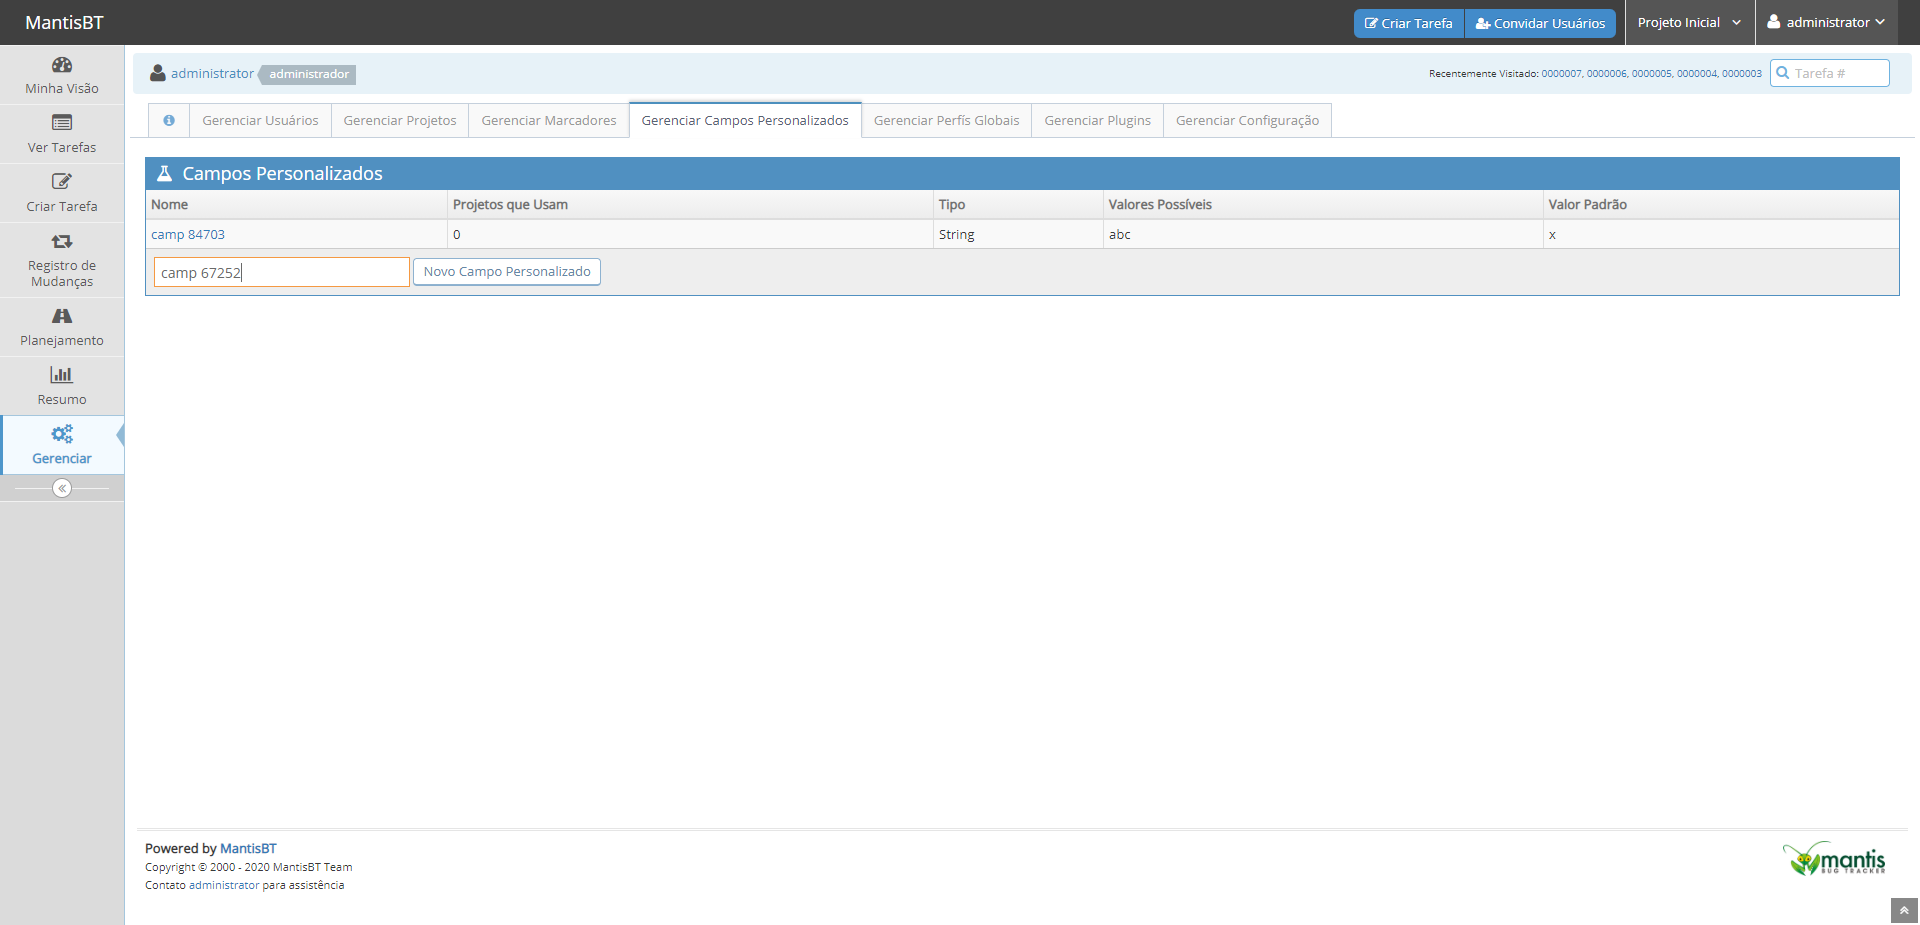 MantisBT
Criar Tarefa
Convidar Usuários
Projeto Inicial
administrator
Minha Visão
Ver Tarefas
Criar Tarefa
Registro de
Mudanças
Planejamento
Resumo
Gerenciar
administrator administrador
Recentemente Visitado: 0000007, 0000006, 0000005, 0000004, 0000003
Tarefa #
Gerenciar Usuários
Gerenciar Projetos
Gerenciar Marcadores
Gerenciar Campos Personalizados
Gerenciar Perfís Globais
Gerenciar Plugins
Gerenciar Configuração
Campos Personalizados
Nome Projetos que Usam Tipo Valores Possíveis Valor Padrão
camp 84703 0 String abc x
camp 67252
Novo Campo Personalizado
Powered by MantisBT
Copyright © 2000 - 2020 MantisBT Team
Contato administrator para assistência
mantis
BUG TRACKER